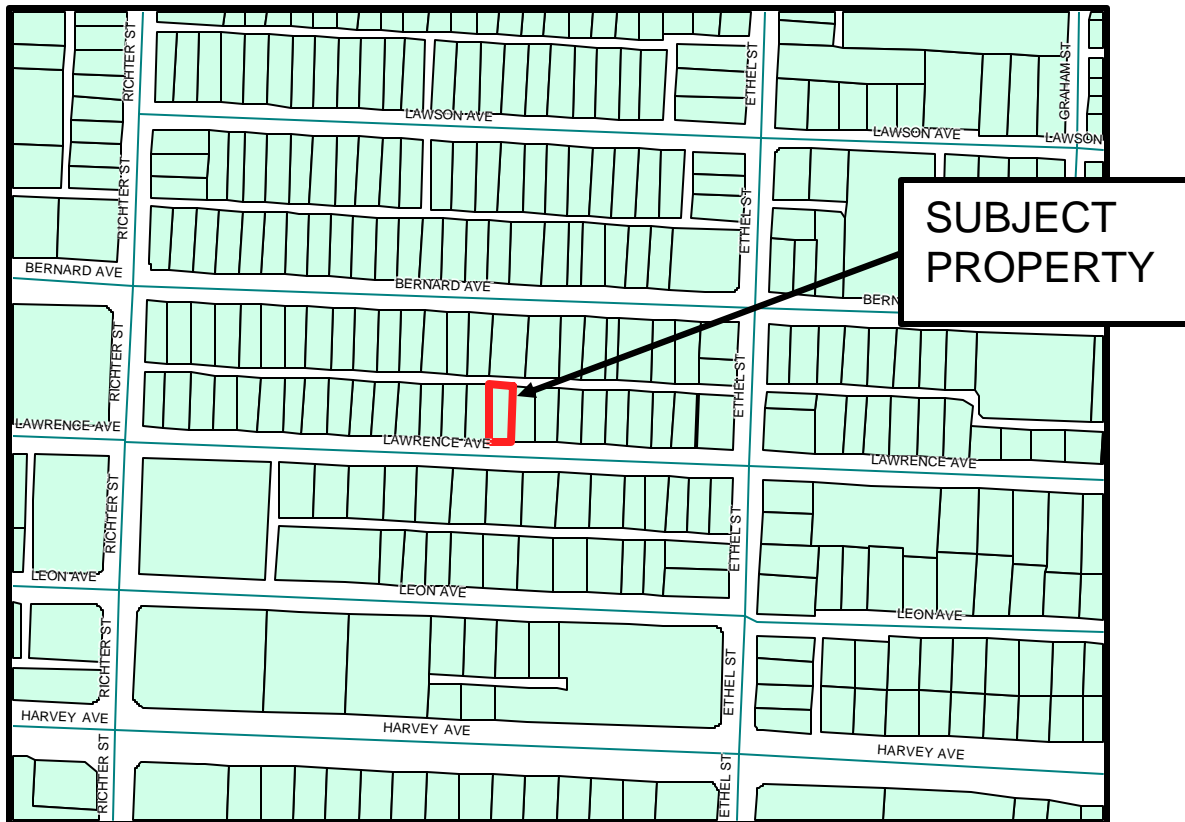 RICHTER ST
ETHEL ST
GRAHAM ST
LAWSON AVE
LAWSON AVE
LAWSON
RICHTER ST
ETHEL ST
SUBJECT
PROPERTY
BERNARD AVE
BERNARD AVE
BERN
RICHTER ST
ETHEL ST
LAWRENCE AVE
LAWRENCE AVE
LAWRENCE AVE
RICHTER ST
ETHEL ST
LEON AVE
LEON AVE
LEON AVE
RICHTER ST
ETHEL ST
HARVEY AVE
HARVEY AVE
HARVEY AVE
RICHTER ST
ETHEL ST